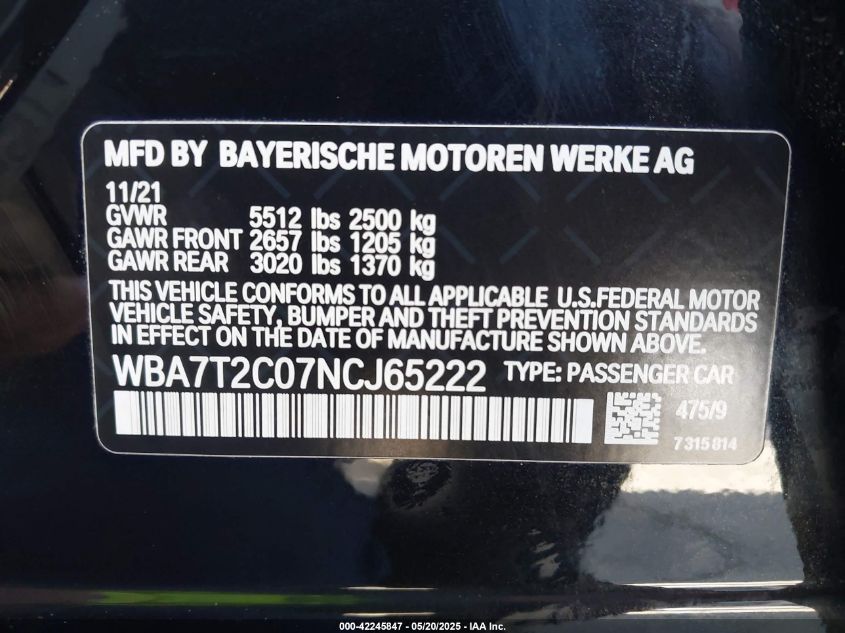 MFD BY BAYERISCHE MOTOREN WERKE AG
11/21
GVWR 5512 lbs 2500 kg
GAWR FRONT 2657 lbs 1205 kg
GAWR REAR 3020 lbs 1370 kg
THIS VEHICLE CONFORMS TO ALL APPLICABLE U.S.FEDERAL MOTOR
VEHICLE SAFETY, BUMPER AND THEFT PREVENTION STANDARDS
IN EFFECT ON THE DATE OF MANUFACTURE SHOWN ABOVE.
WBA7T2C07NCJ65222 TYPE: PASSENGER CAR
475/9
7315814
000-42245847 - 05/20/2025 - IAA Inc.